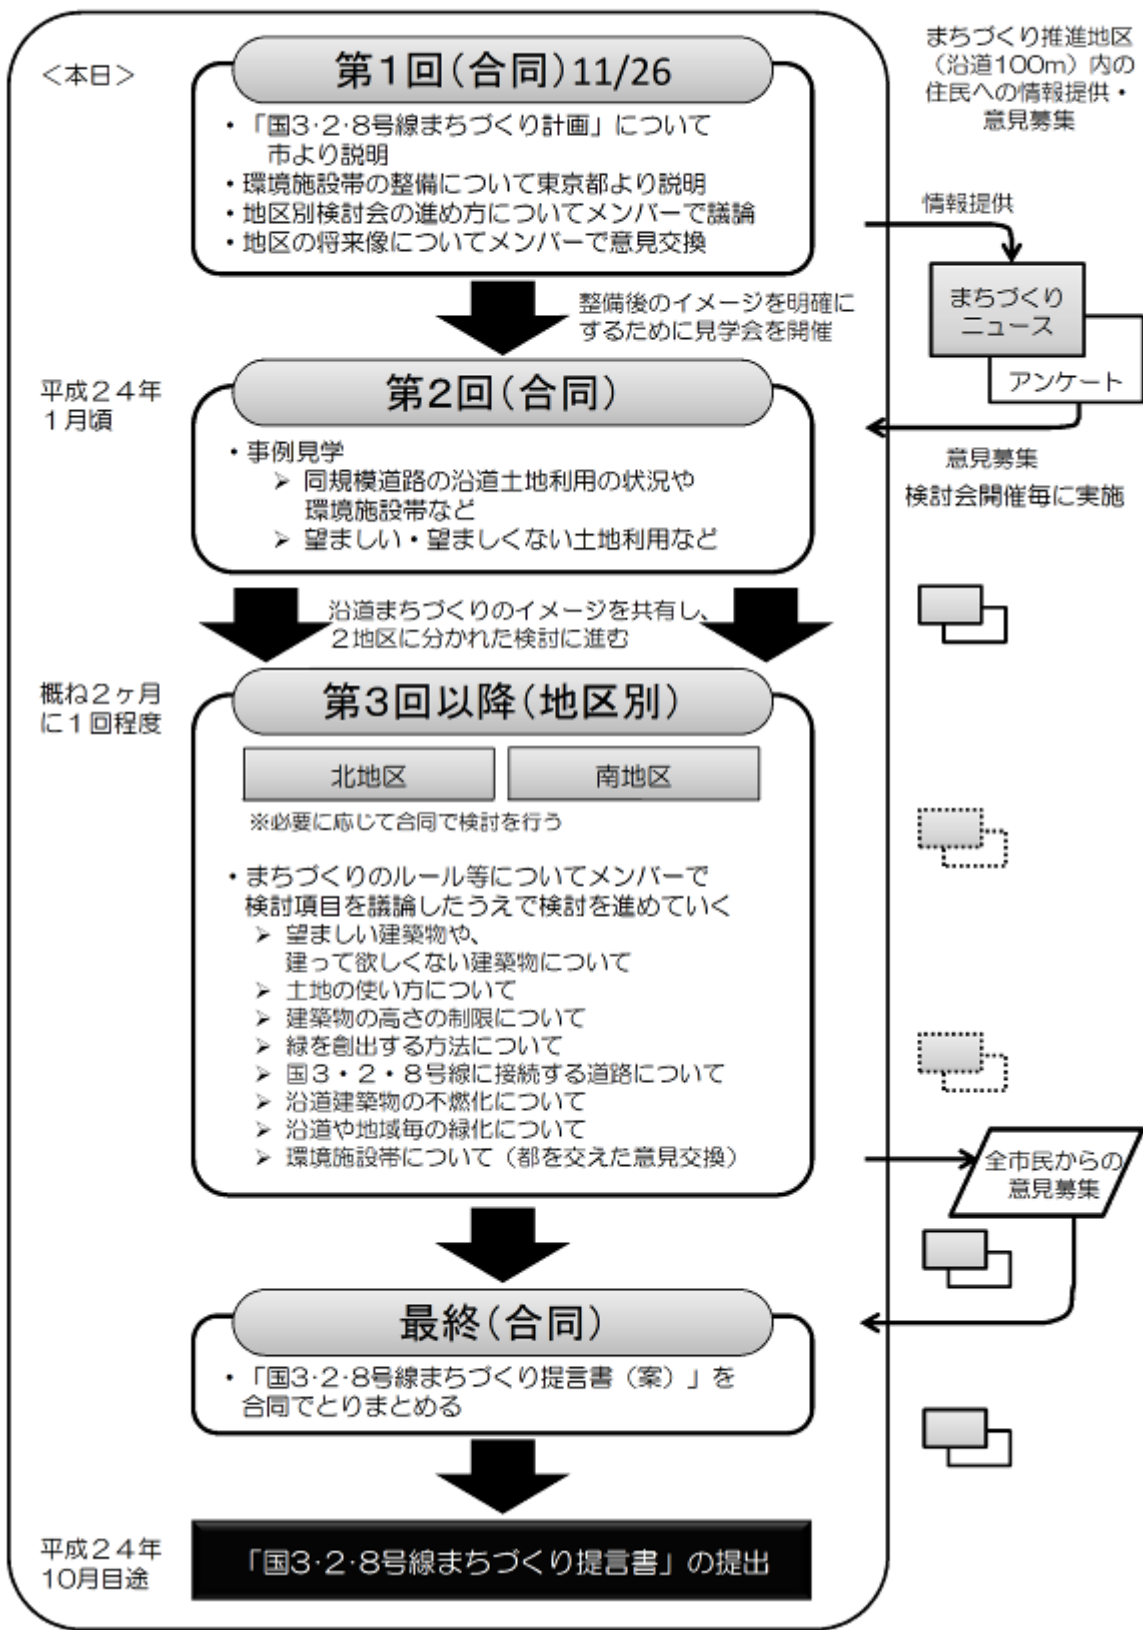 <本日>
第1回(合同)11/26
・「国3・2・8号線まちづくり計画」について
市より説明
・環境施設帯の整備について東京都より説明
・地区別検討会の進め方についてメンバーで議論
・地区の将来像についてメンバーで意見交換
まちづくり推進地区
(沿道100m)内の
住民への情報提供・
意見募集
情報提供
まちづくり
ニュース
アンケート
意見募集
検討会開催毎に実施
整備後のイメージを明確に
するために見学会を開催
平成24年
1月頃
第2回(合同)
・事例見学
➢ 同規模道路の沿道土地利用の状況や
環境施設帯など
➢ 望ましい・望ましくない土地利用など
沿道まちづくりのイメージを共有し、
2地区に分かれた検討に進む
概ね2ヶ月
に1回程度
第3回以降(地区別)
北地区
南地区
※必要に応じて合同で検討を行う
・まちづくりのルール等についてメンバーで
検討項目を議論したうえで検討を進めていく
➢ 望ましい建築物や、
建って欲しくない建築物について
➢ 土地の使い方について
➢ 建築物の高さの制限について
➢ 緑を創出する方法について
➢ 国3・2・8号線に接続する道路について
➢ 沿道建築物の不燃化について
➢ 沿道や地域毎の緑化について
➢ 環境施設帯について(都を交えた意見交換)
全市民からの
意見募集
最終(合同)
・「国3・2・8号線まちづくり提言書(案)」を
合同でとりまとめる
平成24年
10月目途
「国3・2・8号線まちづくり提言書」の提出